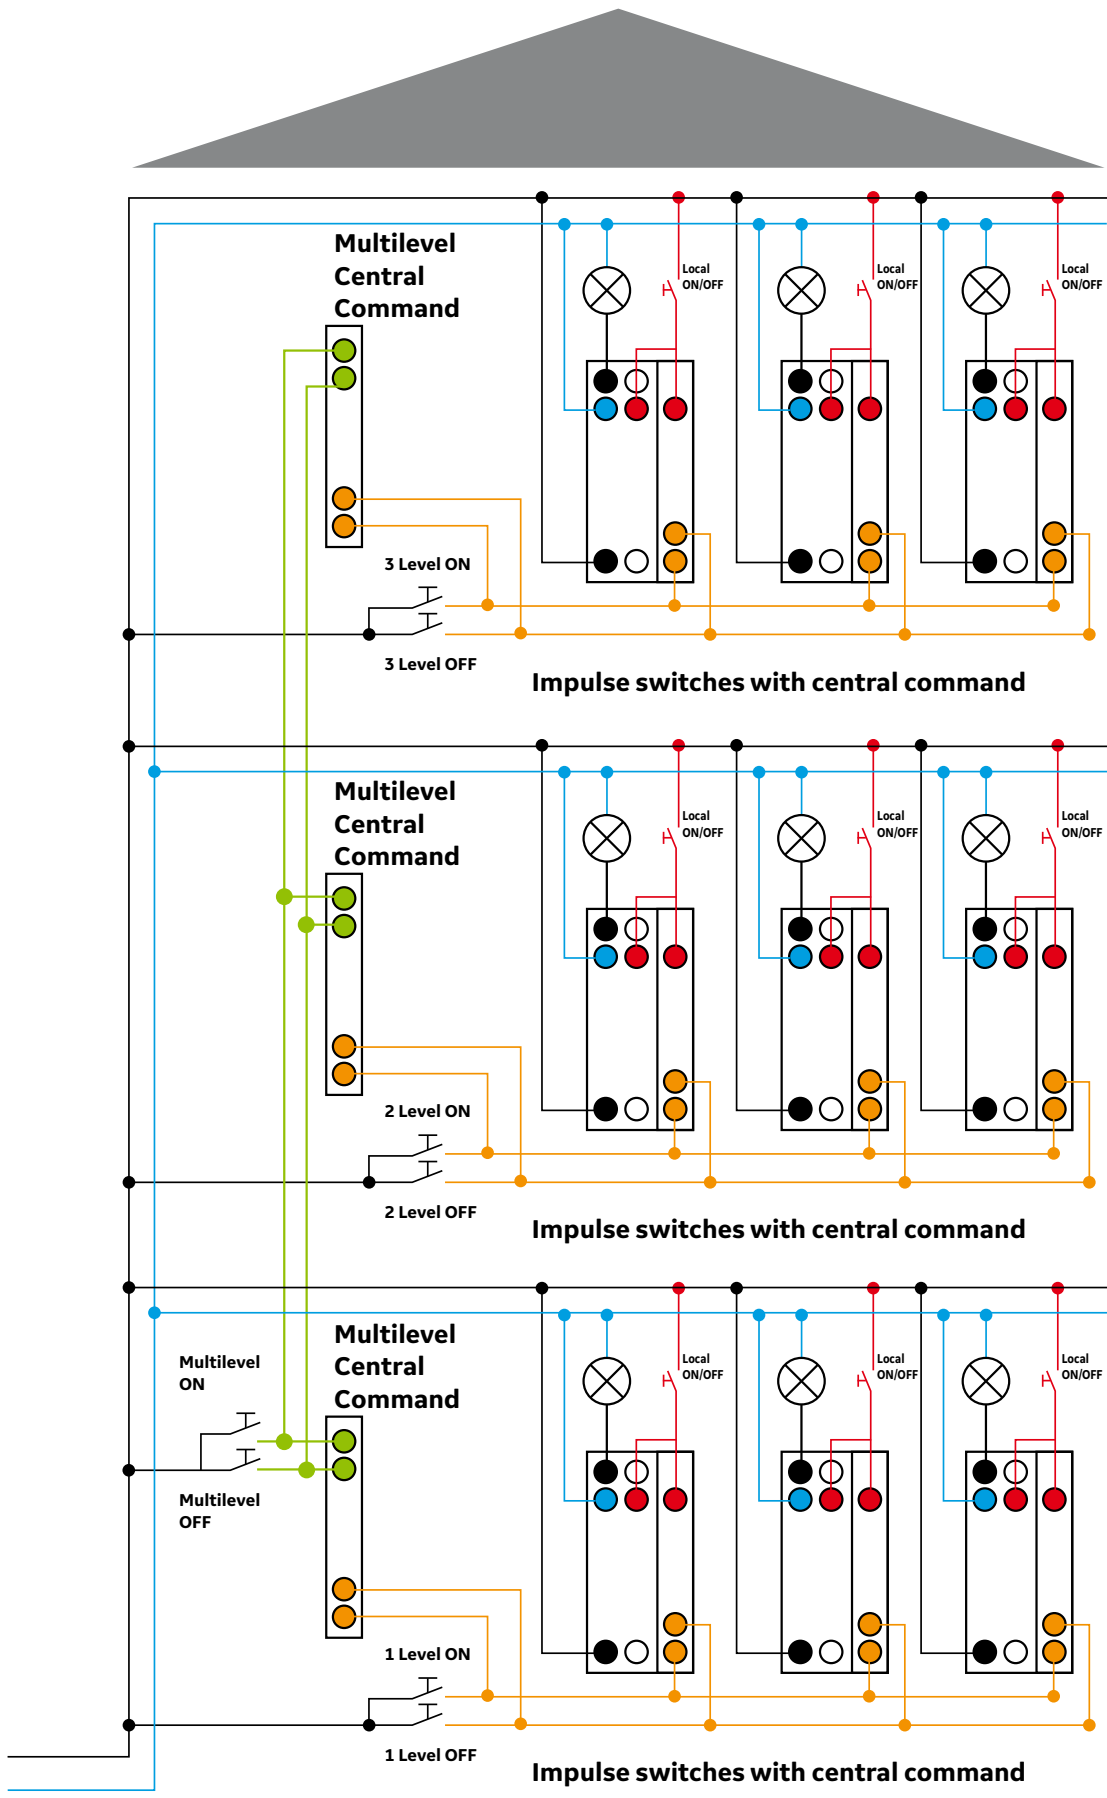 Multilevel
Central
Command
Local
ON/OFF
Local
ON/OFF
Local
ON/OFF
3 Level ON
3 Level OFF
Impulse switches with central command
Multilevel
Central
Command
Local
ON/OFF
Local
ON/OFF
Local
ON/OFF
2 Level ON
2 Level OFF
Impulse switches with central command
Multilevel
Central
Command
Local
ON/OFF
Local
ON/OFF
Local
ON/OFF
Multilevel
ON
Multilevel
OFF
1 Level ON
1 Level OFF
Impulse switches with central command